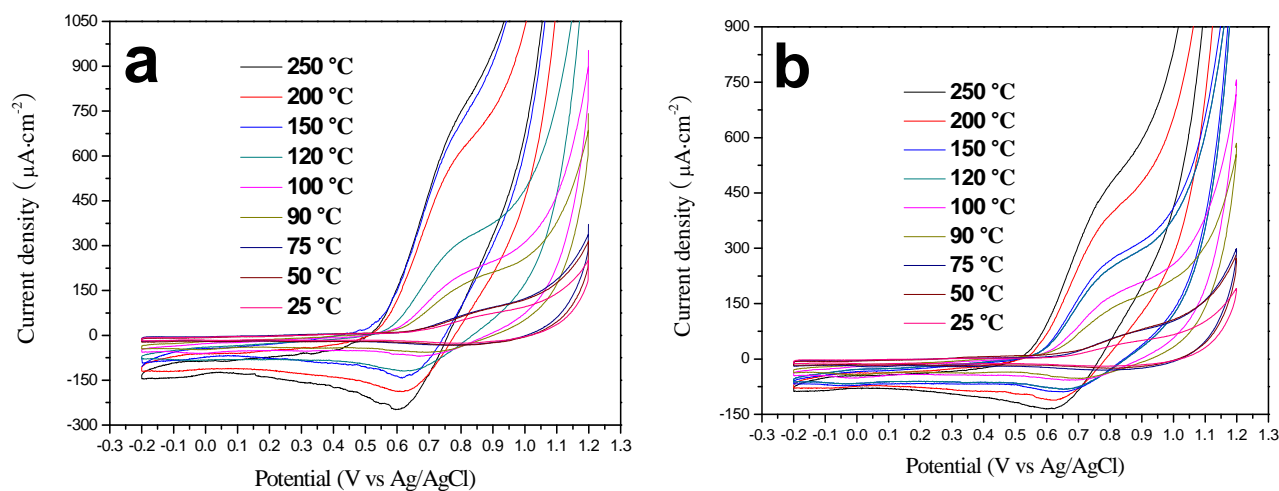 a
Current density ( μA·cm-2)
1050
900
750
600
450
300
150
0
-150
-300
250 °C
200 °C
150 °C
120 °C
100 °C
90 °C
75 °C
50 °C
25 °C
-0.3 -0.2 -0.1 0.0 0.1 0.2 0.3 0.4 0.5 0.6 0.7 0.8 0.9 1.0 1.1 1.2 1.3
Potential (V vs Ag/AgCl)
b
Current density ( μA·cm-2)
900
750
600
450
300
150
0
-150
250 °C
200 °C
150 °C
120 °C
100 °C
90 °C
75 °C
50 °C
25 °C
-0.3 -0.2 -0.1 0.0 0.1 0.2 0.3 0.4 0.5 0.6 0.7 0.8 0.9 1.0 1.1 1.2 1.3
Potential (V vs Ag/AgCl)